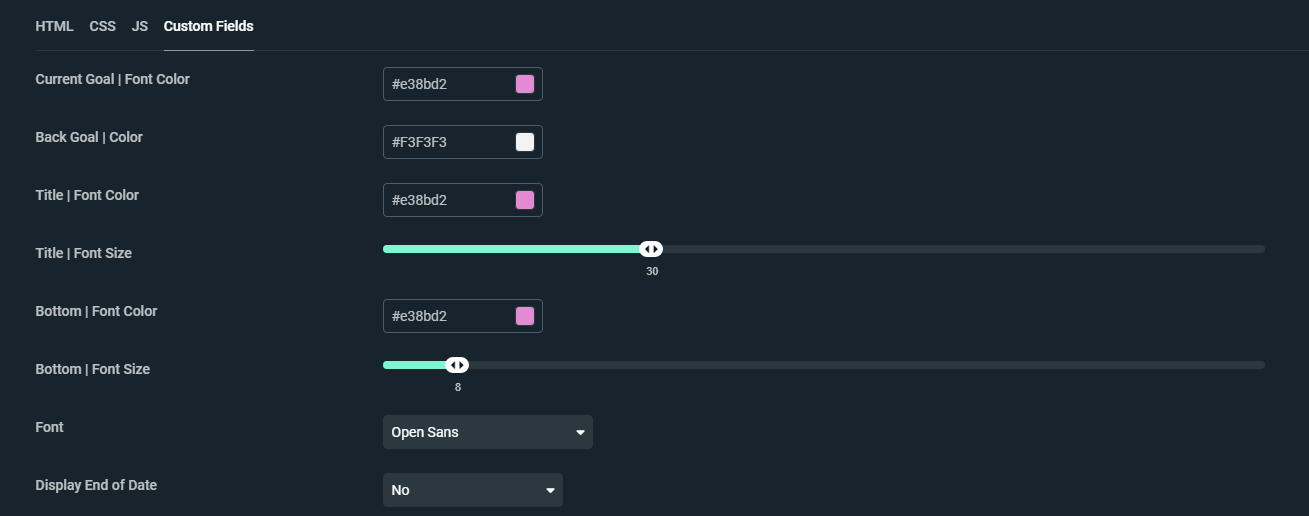 HTML CSS JS Custom Fields
Current Goal | Font Color #e38bd2
Back Goal | Color #F3F3F3
Title | Font Color #e38bd2
Title | Font Size
30
Bottom | Font Color #e38bd2
Bottom | Font Size
8
Font Open Sans
Display End of Date No